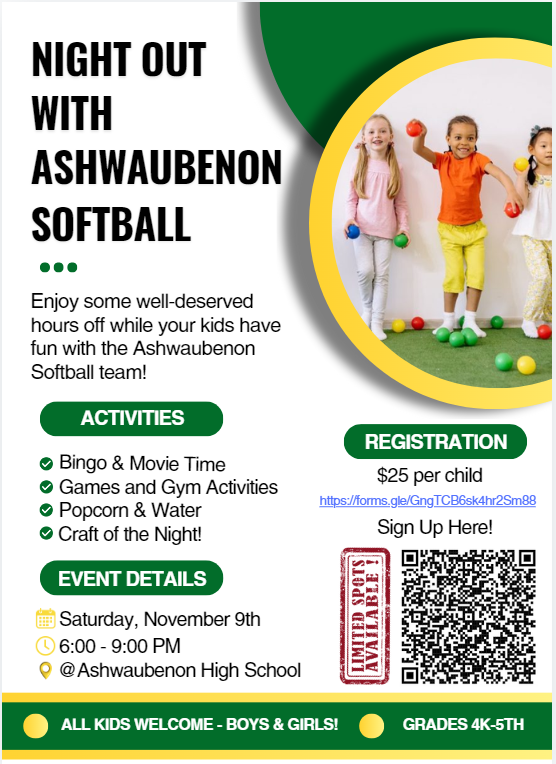 NIGHT OUT
WITH
ASHWAUBENON
SOFTBALL
Enjoy some well-deserved
hours off while your kids have
fun with the Ashwaubenon
Softball team!
ACTIVITIES
Bingo & Movie Time
Games and Gym Activities
Popcorn & Water
Craft of the Night!
EVENT DETAILS
Saturday, November 9th
6:00 - 9:00 PM
@Ashwaubenon High School
REGISTRATION
$25 per child
https://forms.gle/GngTCB6sk4hr2Sm88
Sign Up Here!
LIMITED SPOTS
AVAILABLE !
ALL KIDS WELCOME - BOYS & GIRLS!
GRADES 4K-5TH